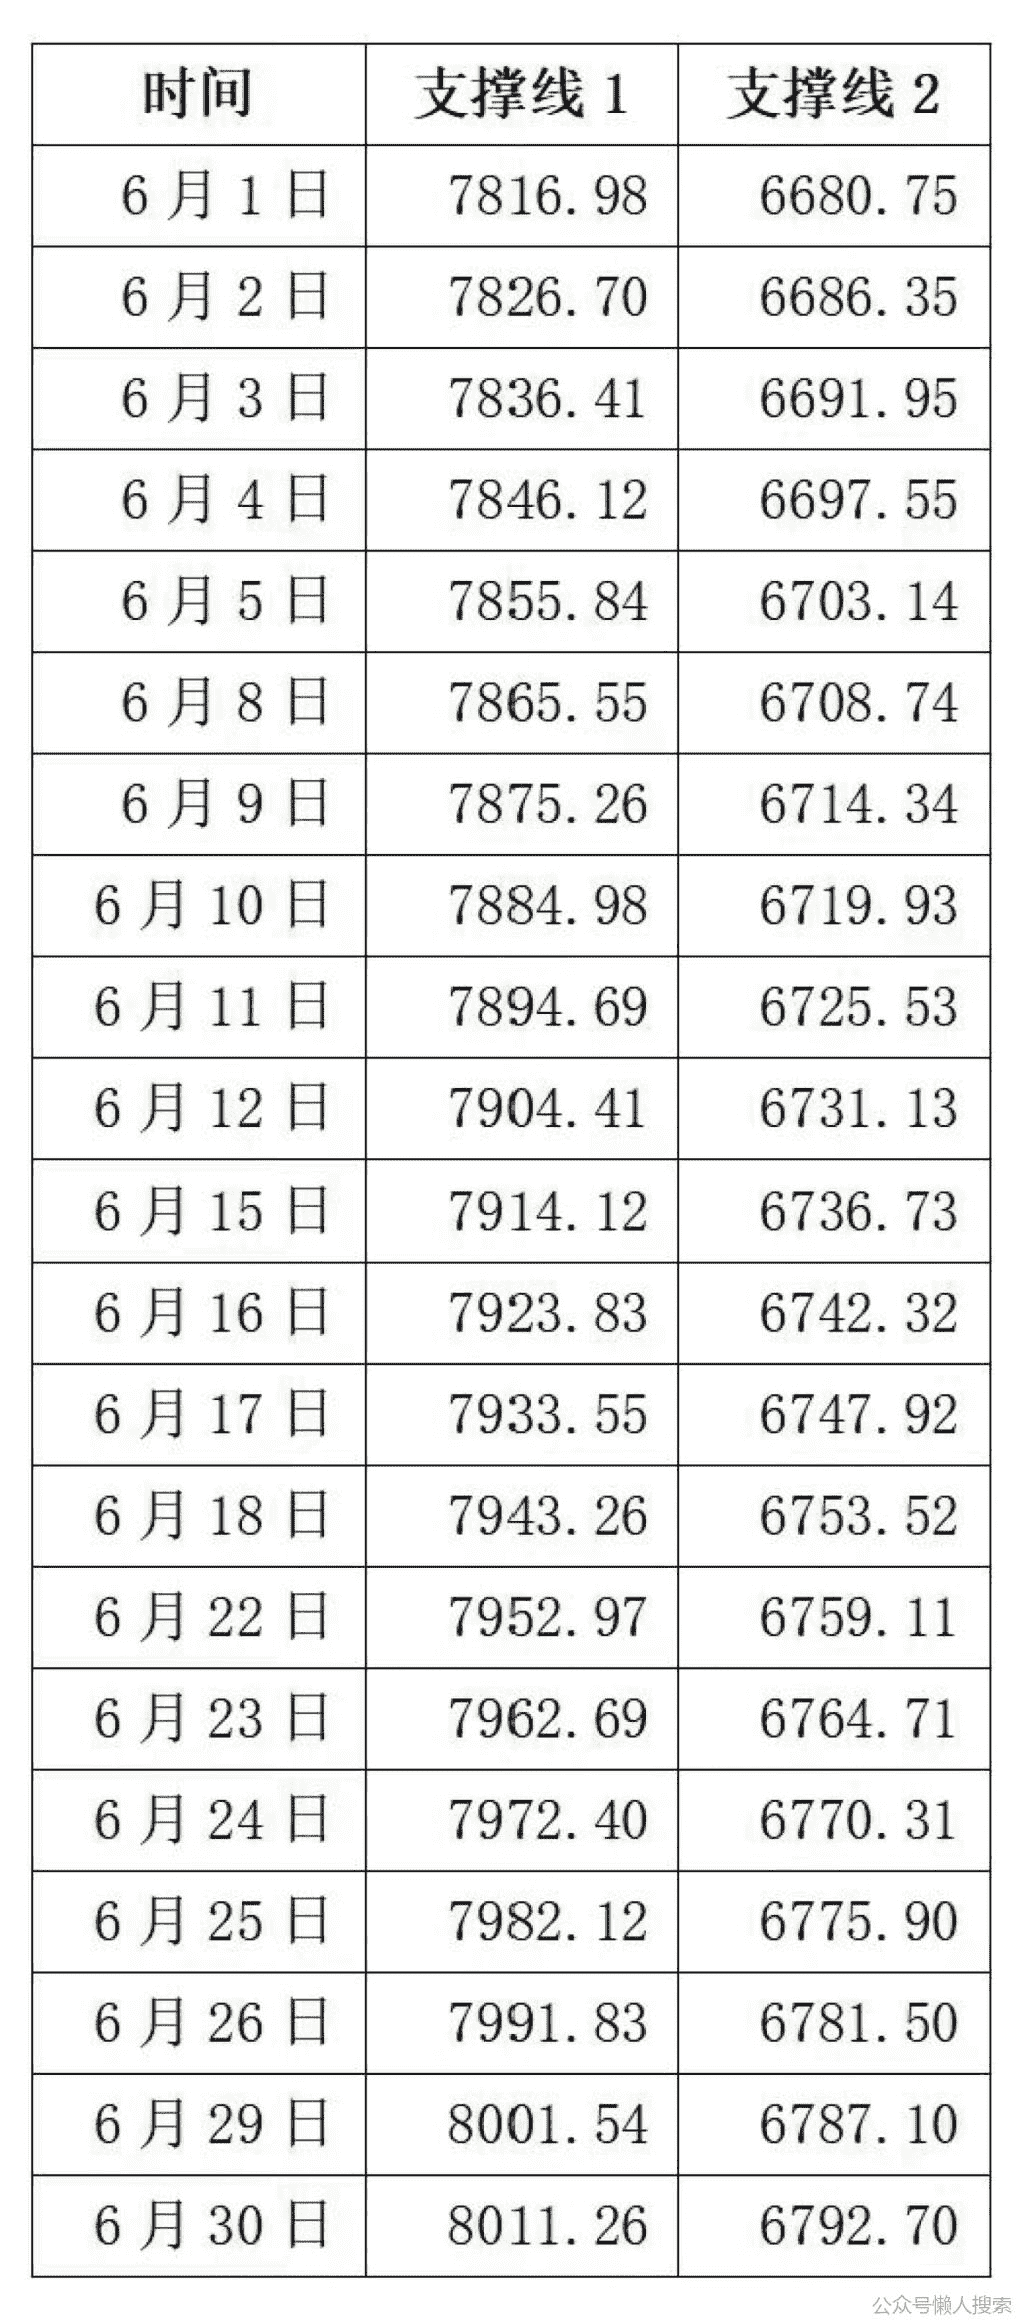 时间 支撑线 1 支撑线 2
6 月 1 日 7816.98 6680.75
6 月 2 日 7826.70 6686.35
6 月 3 日 7836.41 6691.95
6 月 4 日 7846.12 6697.55
6 月 5 日 7855.84 6703.14
6 月 8 日 7865.55 6708.74
6 月 9 日 7875.26 6714.34
6 月 10 日 7884.98 6719.93
6 月 11 日 7894.69 6725.53
6 月 12 日 7904.41 6731.13
6 月 15 日 7914.12 6736.73
6 月 16 日 7923.83 6742.32
6 月 17 日 7933.55 6747.92
6 月 18 日 7943.26 6753.52
6 月 22 日 7952.97 6759.11
6 月 23 日 7962.69 6764.71
6 月 24 日 7972.40 6770.31
6 月 25 日 7982.12 6775.90
6 月 26 日 7991.83 6781.50
6 月 29 日 8001.54 6787.10
6 月 30 日 8011.26 6792.70
公众号懒人搜索